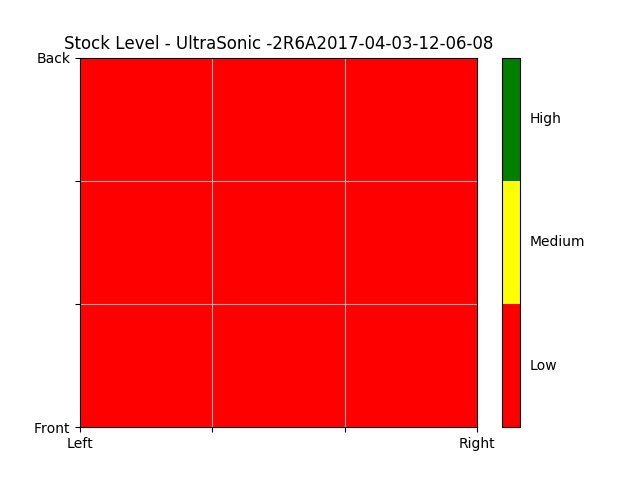 Stock Level - UltraSonic -2R6A2017-04-03-12-06-08
Back
High
Medium
Low
Front
Left
Right